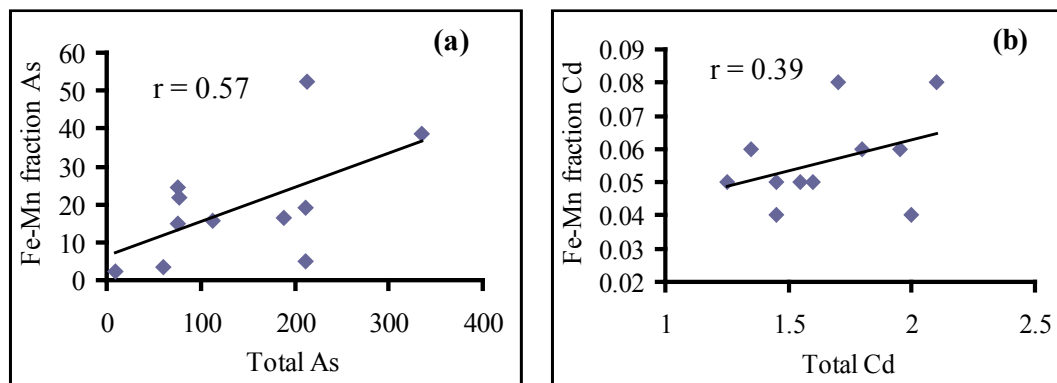 (a)
r = 0.57
Fe-Mn fraction As
60
50
40
30
20
10
0
0 100 200 300 400
Total As
(b)
r = 0.39
Fe-Mn fraction Cd
0.09
0.08
0.07
0.06
0.05
0.04
0.03
0.02
1 1.5 2 2.5
Total Cd